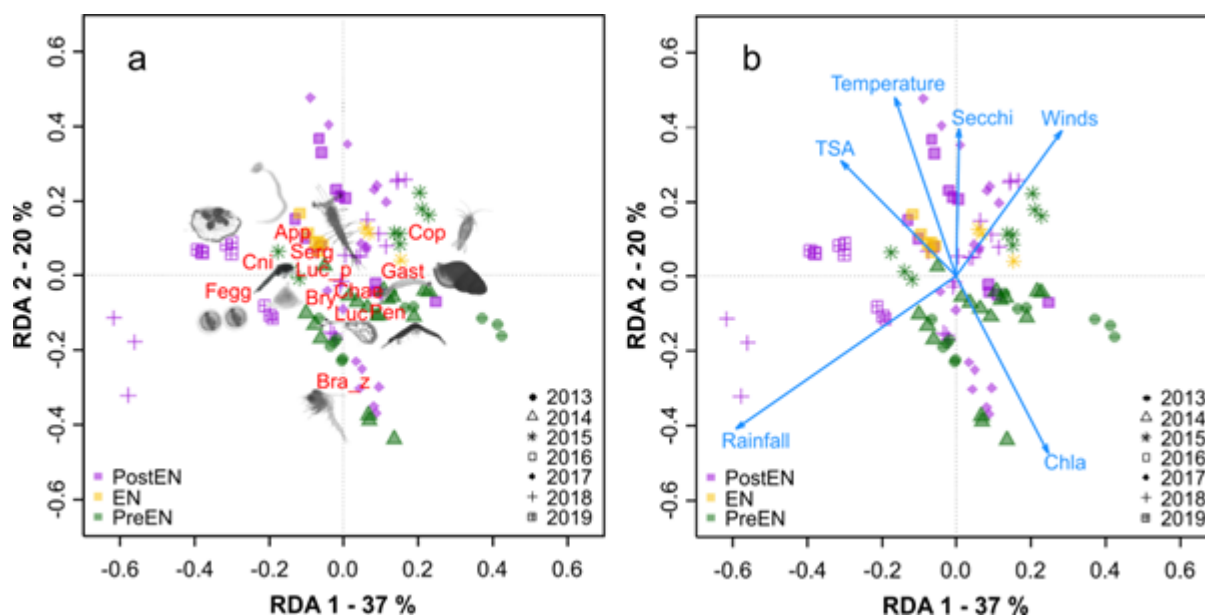 a
App
Serg
Cop
Cni
Luc_p
Gast
Fegg
Bry
Chae
Luc
Pen
Bra_z
PostEN
EN
PreEN
2013
2014
2015
2016
2017
2018
2019
0.6
0.4
0.2
0.0
-0.2
-0.4
-0.6
RDA 2 - 20 %
-0.6 -0.4 -0.2 0.0 0.2 0.4 0.6
RDA 1 - 37 %
b
Temperature
Secchi
Winds
TSA
Rainfall
Chla
PostEN
EN
PreEN
2013
2014
2015
2016
2017
2018
2019
0.6
0.4
0.2
0.0
-0.2
-0.4
-0.6
RDA 2 - 20 %
-0.6 -0.4 -0.2 0.0 0.2 0.4 0.6
RDA 1 - 37 %